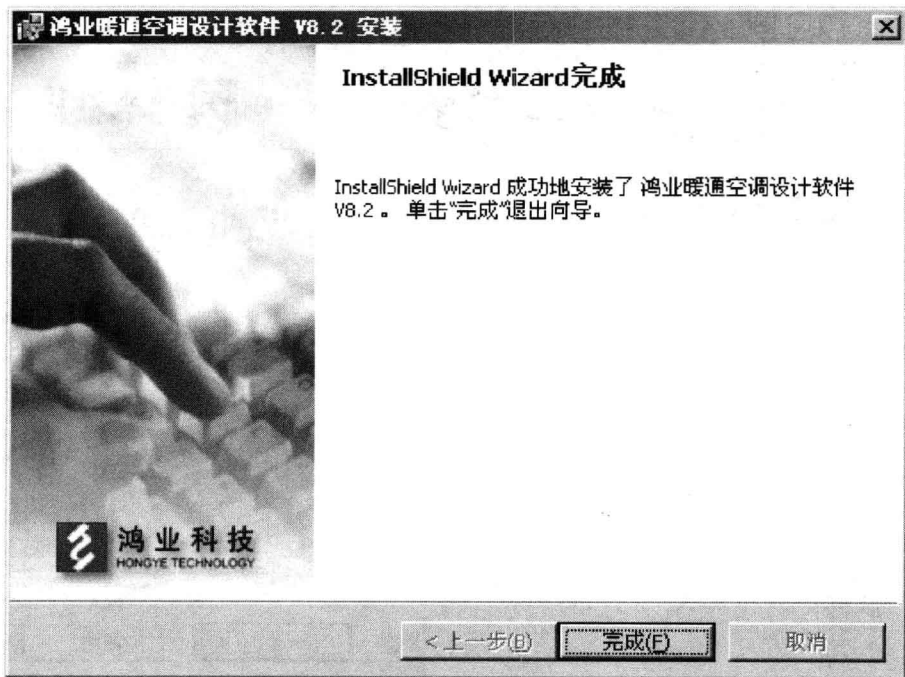 鸿业暖通空调设计软件 V8.2 安装
InstallShield Wizard完成
InstallShield Wizard 成功地安装了 鸿业暖通空调设计软件
V8.2 。 单击“完成”退出向导。
鸿业科技
HONGYE TECHNOLOGY
< 上一步(B)
完成(F)
取消